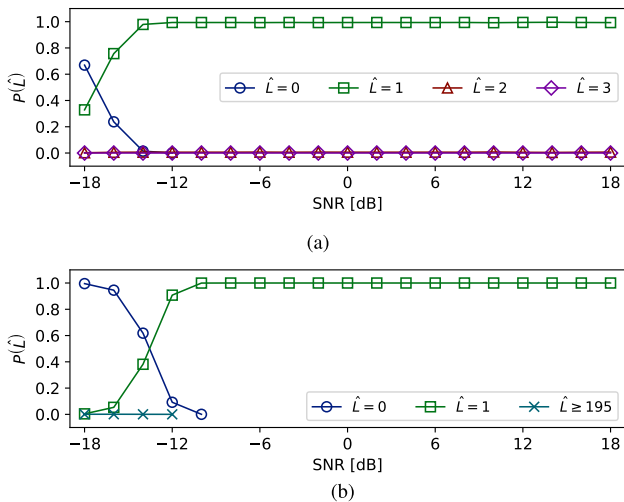 1.0
0.8
0.6
0.4
0.2
0.0
P(L̂)
L̂ = 0 L̂ = 1 L̂ = 2 L̂ = 3
−18 −12 −6 0 6 12 18
SNR [dB]
(a)
1.0
0.8
0.6
0.4
0.2
0.0
P(L̂)
L̂ = 0 L̂ = 1 L̂ ≥ 195
−18 −12 −6 0 6 12 18
SNR [dB]
(b)